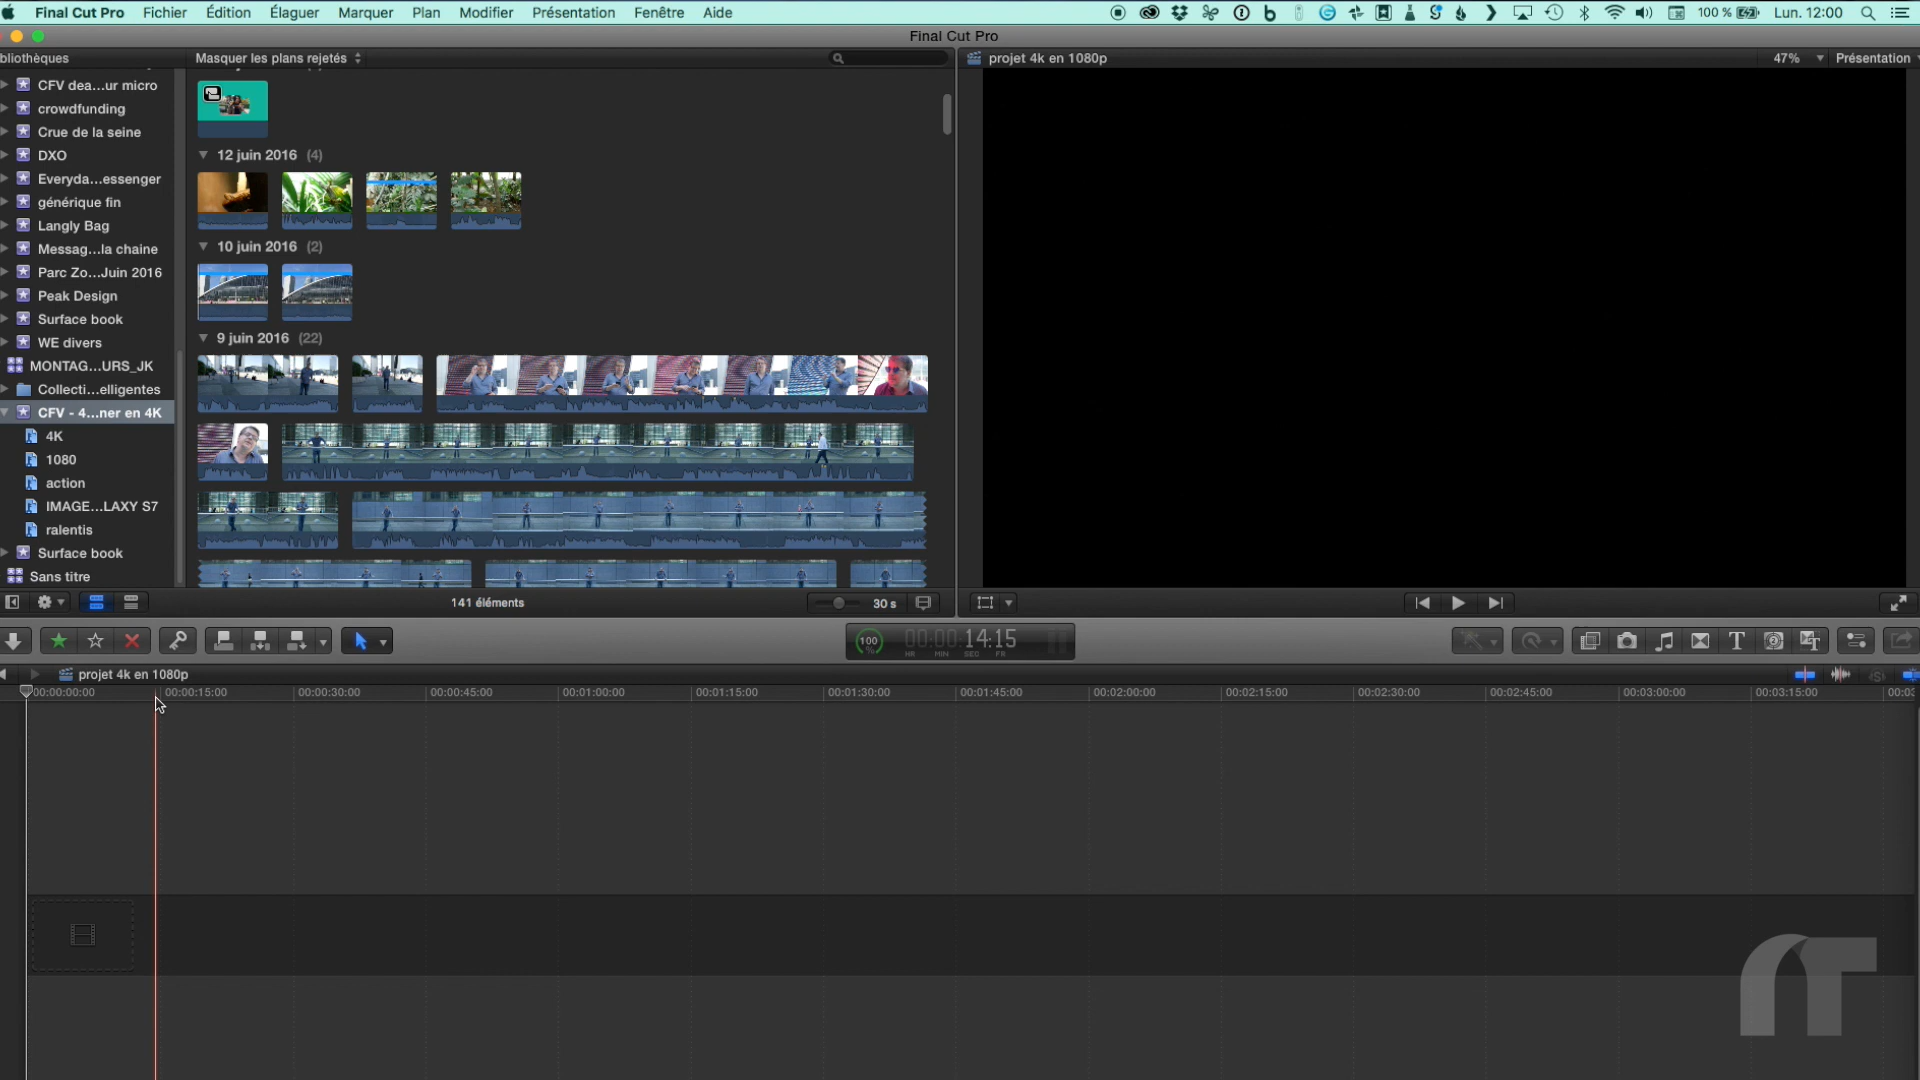 Final Cut Pro Fichier Édition Élaguer Marquer Plan Modifier Présentation Fenêtre Aide 100 % Lun. 12:00
Final Cut Pro
bliothèques Masquer les plans rejetés projet 4k en 1080p 47% Présentation
CFV dea...ur micro
crowdfunding
Crue de la seine
DXO
Everyda...essenger
générique fin
Langly Bag
Messag...la chaine
Parc Zo...Juin 2016
Peak Design
Surface book
WE divers
MONTAG...URS_JK
Collecti...elligentes
CFV - 4...ner en 4K
4K
1080
action
IMAGE...LAXY S7
ralentis
Surface book
Sans titre
12 juin 2016 (4)
10 juin 2016 (2)
9 juin 2016 (22)
141 éléments 30 s
100 % 00:00:14:15
HR MIN SEC FR
projet 4k en 1080p
00:00:00:00 00:00:15:00 00:00:30:00 00:00:45:00 00:01:00:00 00:01:15:00 00:01:30:00 00:01:45:00 00:02:00:00 00:02:15:00 00:02:30:00 00:02:45:00 00:03:00:00 00:03:15:00 00:03